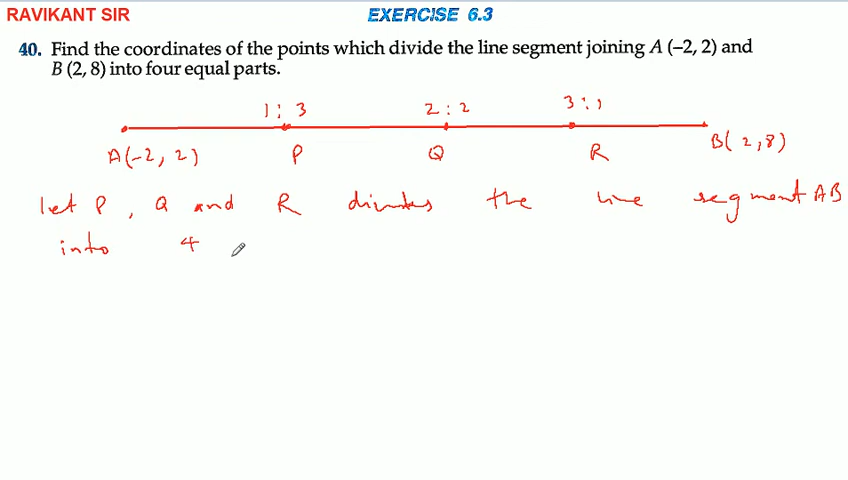 RAVIKANT SIR EXERCISE 6.3
40. Find the coordinates of the points which divide the line segment joining A (–2, 2) and
B (2, 8) into four equal parts.
1 : 3 2 : 2 3 : 1
A(-2, 2) P Q R B( 2, 8)
let P, Q and R divides the line segment AB
into 4